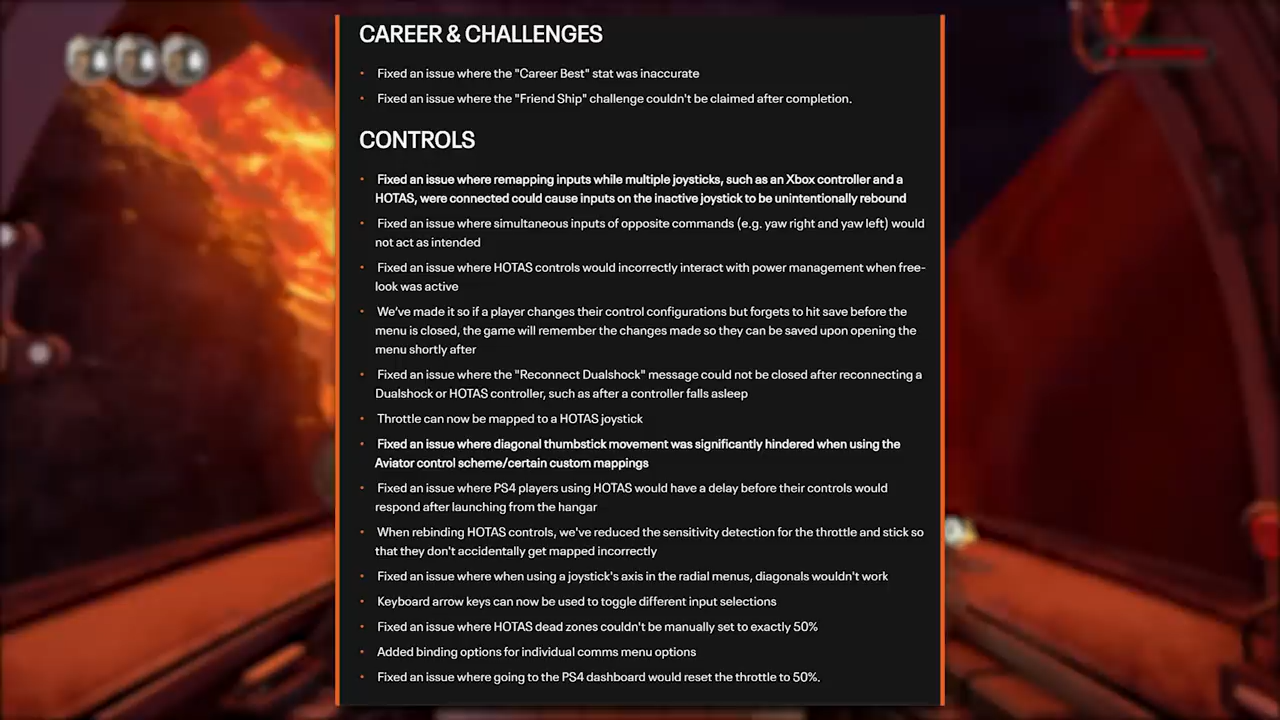 CAREER & CHALLENGES
• Fixed an issue where the "Career Best" stat was inaccurate
• Fixed an issue where the "Friend Ship" challenge couldn't be claimed after completion.
CONTROLS
• Fixed an issue where remapping inputs while multiple joysticks, such as an Xbox controller and a
HOTAS, were connected could cause inputs on the inactive joystick to be unintentionally rebound
• Fixed an issue where simultaneous inputs of opposite commands (e.g. yaw right and yaw left) would
not act as intended
• Fixed an issue where HOTAS controls would incorrectly interact with power management when free-
look was active
• We've made it so if a player changes their control configurations but forgets to hit save before the
menu is closed, the game will remember the changes made so they can be saved upon opening the
menu shortly after
• Fixed an issue where the "Reconnect Dualshock" message could not be closed after reconnecting a
Dualshock or HOTAS controller, such as after a controller falls asleep
• Throttle can now be mapped to a HOTAS joystick
• Fixed an issue where diagonal thumbstick movement was significantly hindered when using the
Aviator control scheme/certain custom mappings
• Fixed an issue where PS4 players using HOTAS would have a delay before their controls would
respond after launching from the hangar
• When rebinding HOTAS controls, we've reduced the sensitivity detection for the throttle and stick so
that they don't accidentally get mapped incorrectly
• Fixed an issue where when using a joystick's axis in the radial menus, diagonals wouldn't work
• Keyboard arrow keys can now be used to toggle different input selections
• Fixed an issue where HOTAS dead zones couldn't be manually set to exactly 50%
• Added binding options for individual comms menu options
• Fixed an issue where going to the PS4 dashboard would reset the throttle to 50%.